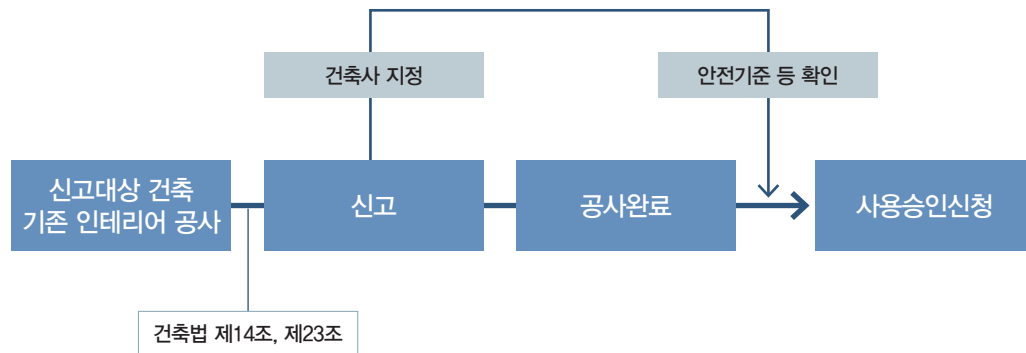 건축사 지정
안전기준 등 확인
신고대상 건축
기존 인테리어 공사
신고
공사완료
사용승인신청
건축법 제14조, 제23조